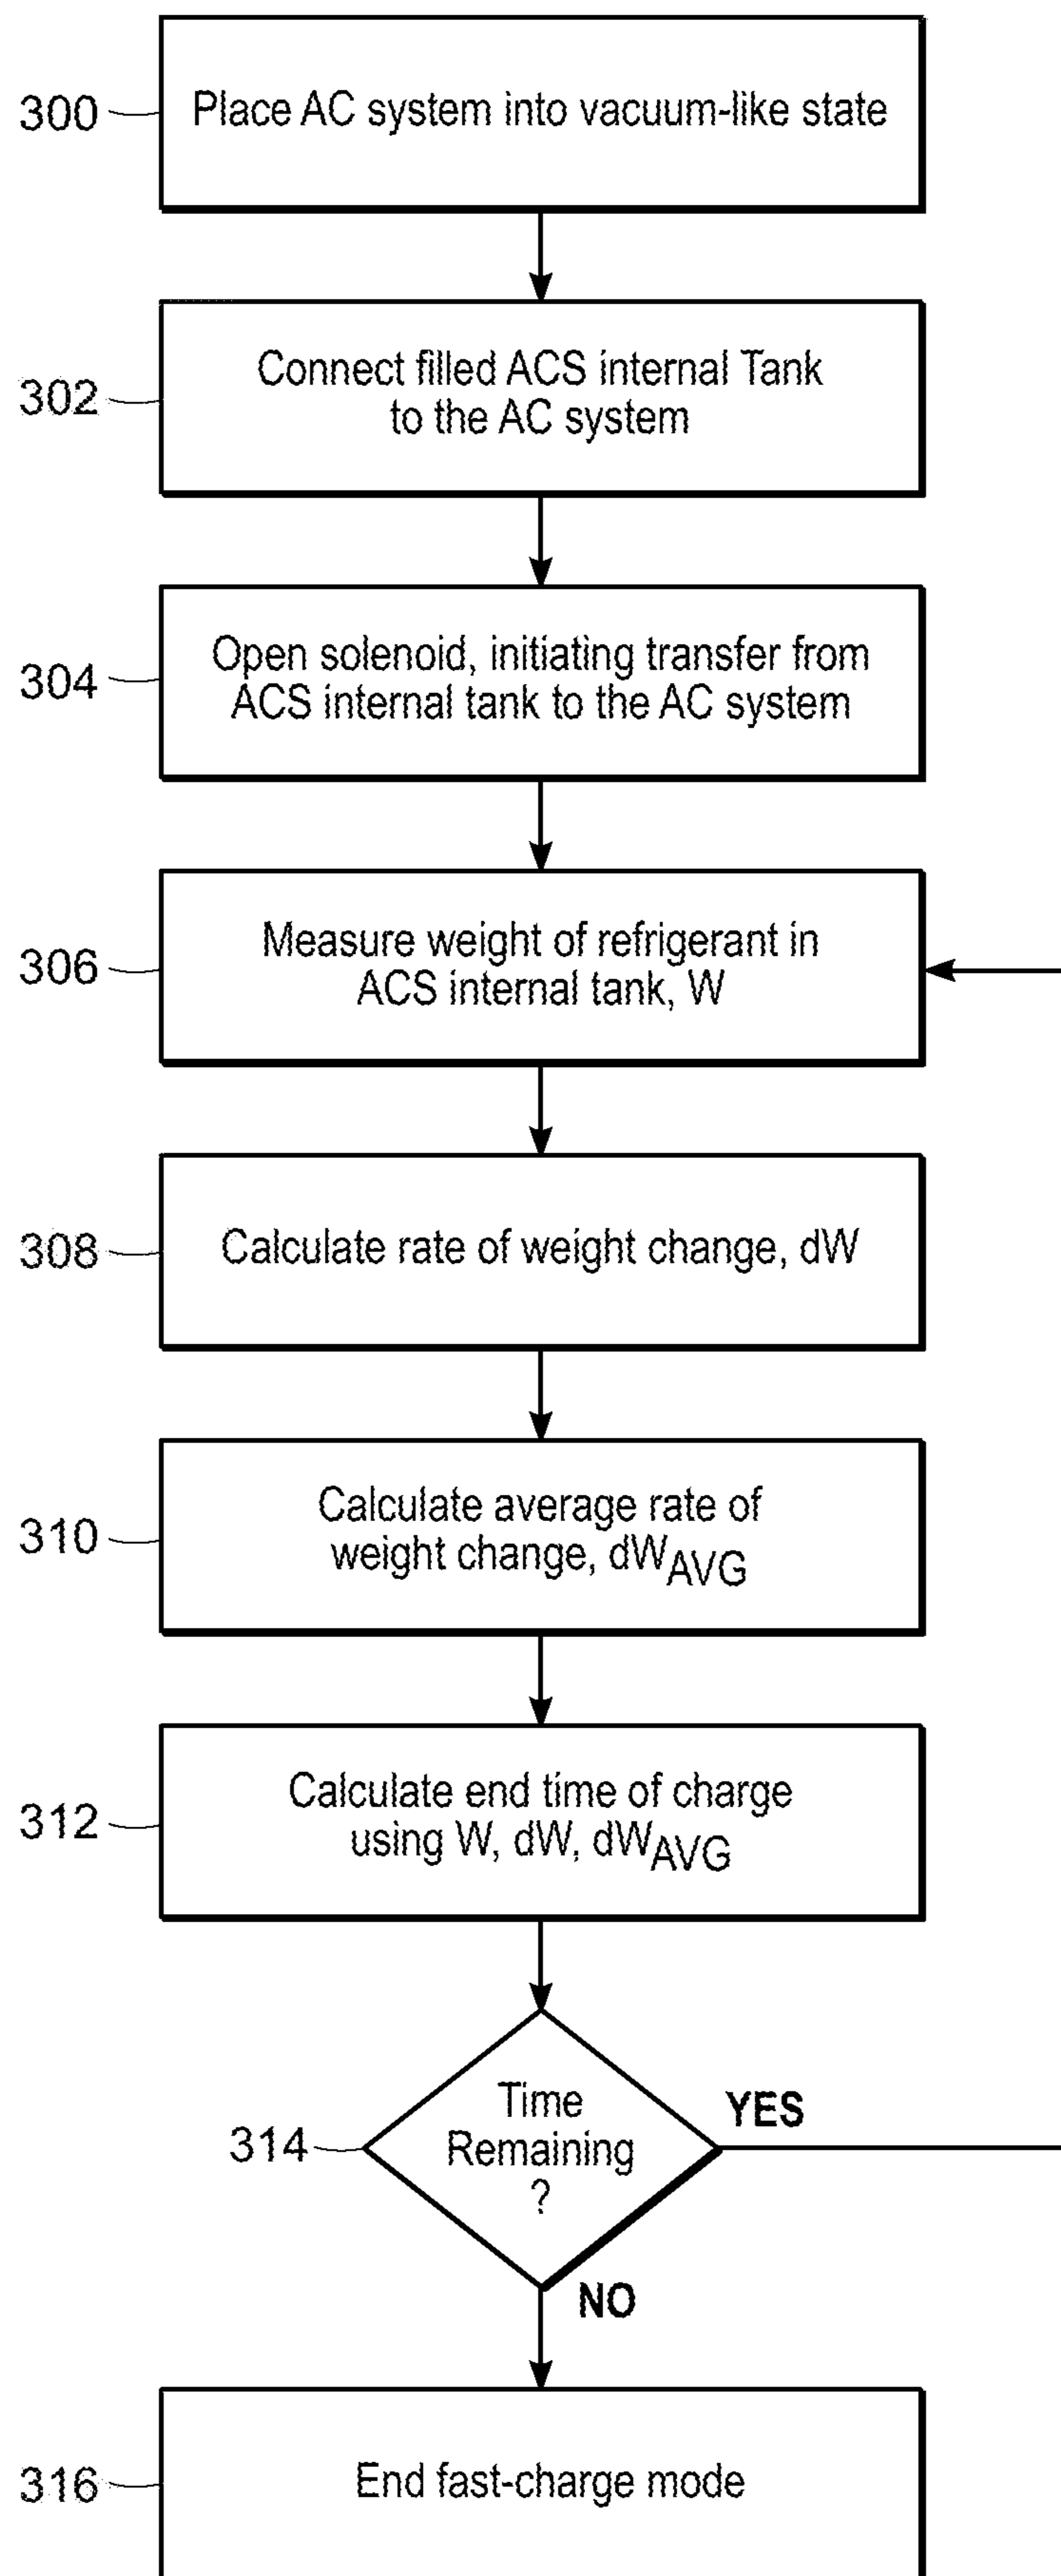 300
Place AC system into vacuum-like state
302
Connect filled ACS internal Tank
to the AC system
304
Open solenoid, initiating transfer from
ACS internal tank to the AC system
306
Measure weight of refrigerant in
ACS internal tank, W
308
Calculate rate of weight change, dW
310
Calculate average rate of
weight change, dWAVG
312
Calculate end time of charge
using W, dW, dWAVG
314
Time
Remaining
?
YES
NO
316
End fast-charge mode